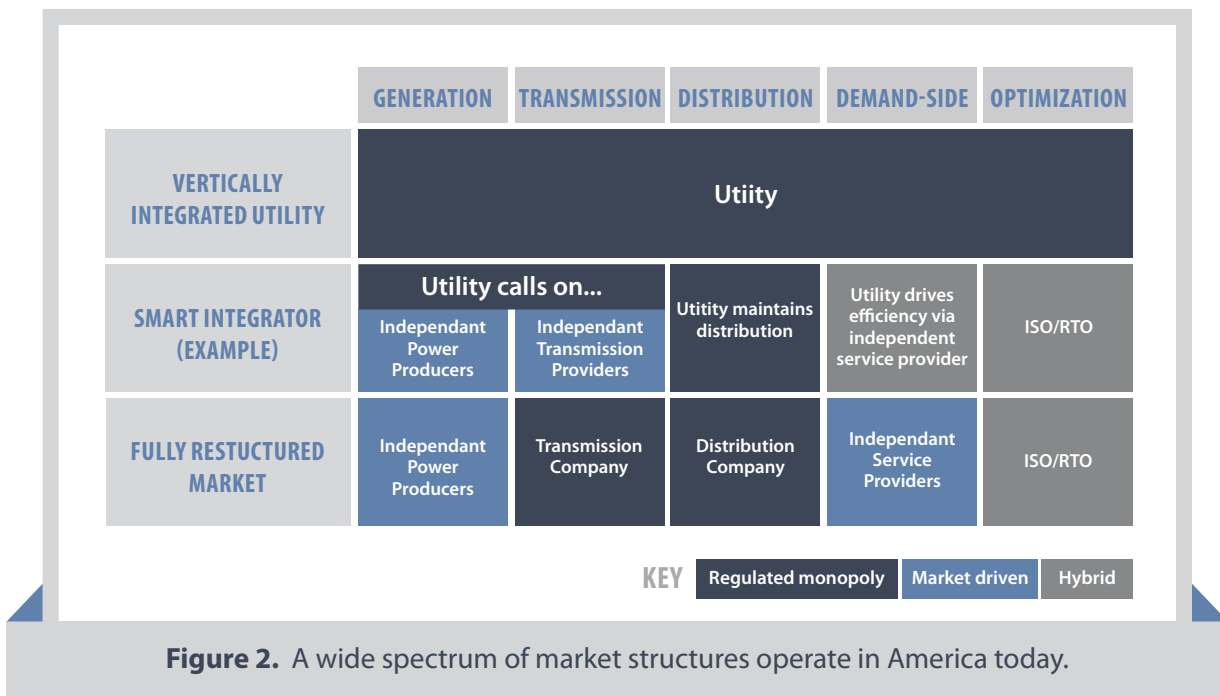 GENERATION
TRANSMISSION
DISTRIBUTION
DEMAND-SIDE
OPTIMIZATION
VERTICALLY
INTEGRATED UTILITY
Utiity
SMART INTEGRATOR
(EXAMPLE)
Utility calls on...
Independant
Power
Producers
Independant
Transmission
Providers
Utitity maintains
distribution
Utility drives
efficiency via
independent
service provider
ISO/RTO
FULLY RESTUCTURED
MARKET
Independant
Power
Producers
Transmission
Company
Distribution
Company
Independant
Service
Providers
ISO/RTO
KEY
Regulated monopoly
Market driven
Hybrid
Figure 2. A wide spectrum of market structures operate in America today.